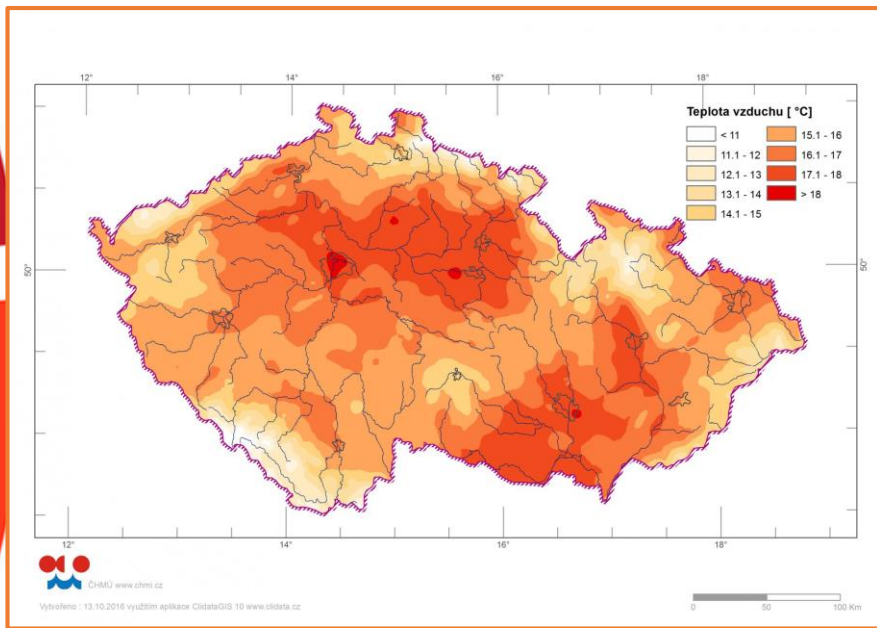 12° 14° 16° 18°
Teplota vzduchu [ °C]
< 11 15.1 - 16
11.1 - 12 16.1 - 17
12.1 - 13 17.1 - 18
13.1 - 14 > 18
14.1 - 15
50° 50°
12° 14° 16° 18°
ČHMÚ www.chmi.cz
Vytvořeno : 13.10.2016 využitím aplikace ClidataGIS 10 www.clidata.cz
0 50 100 Km